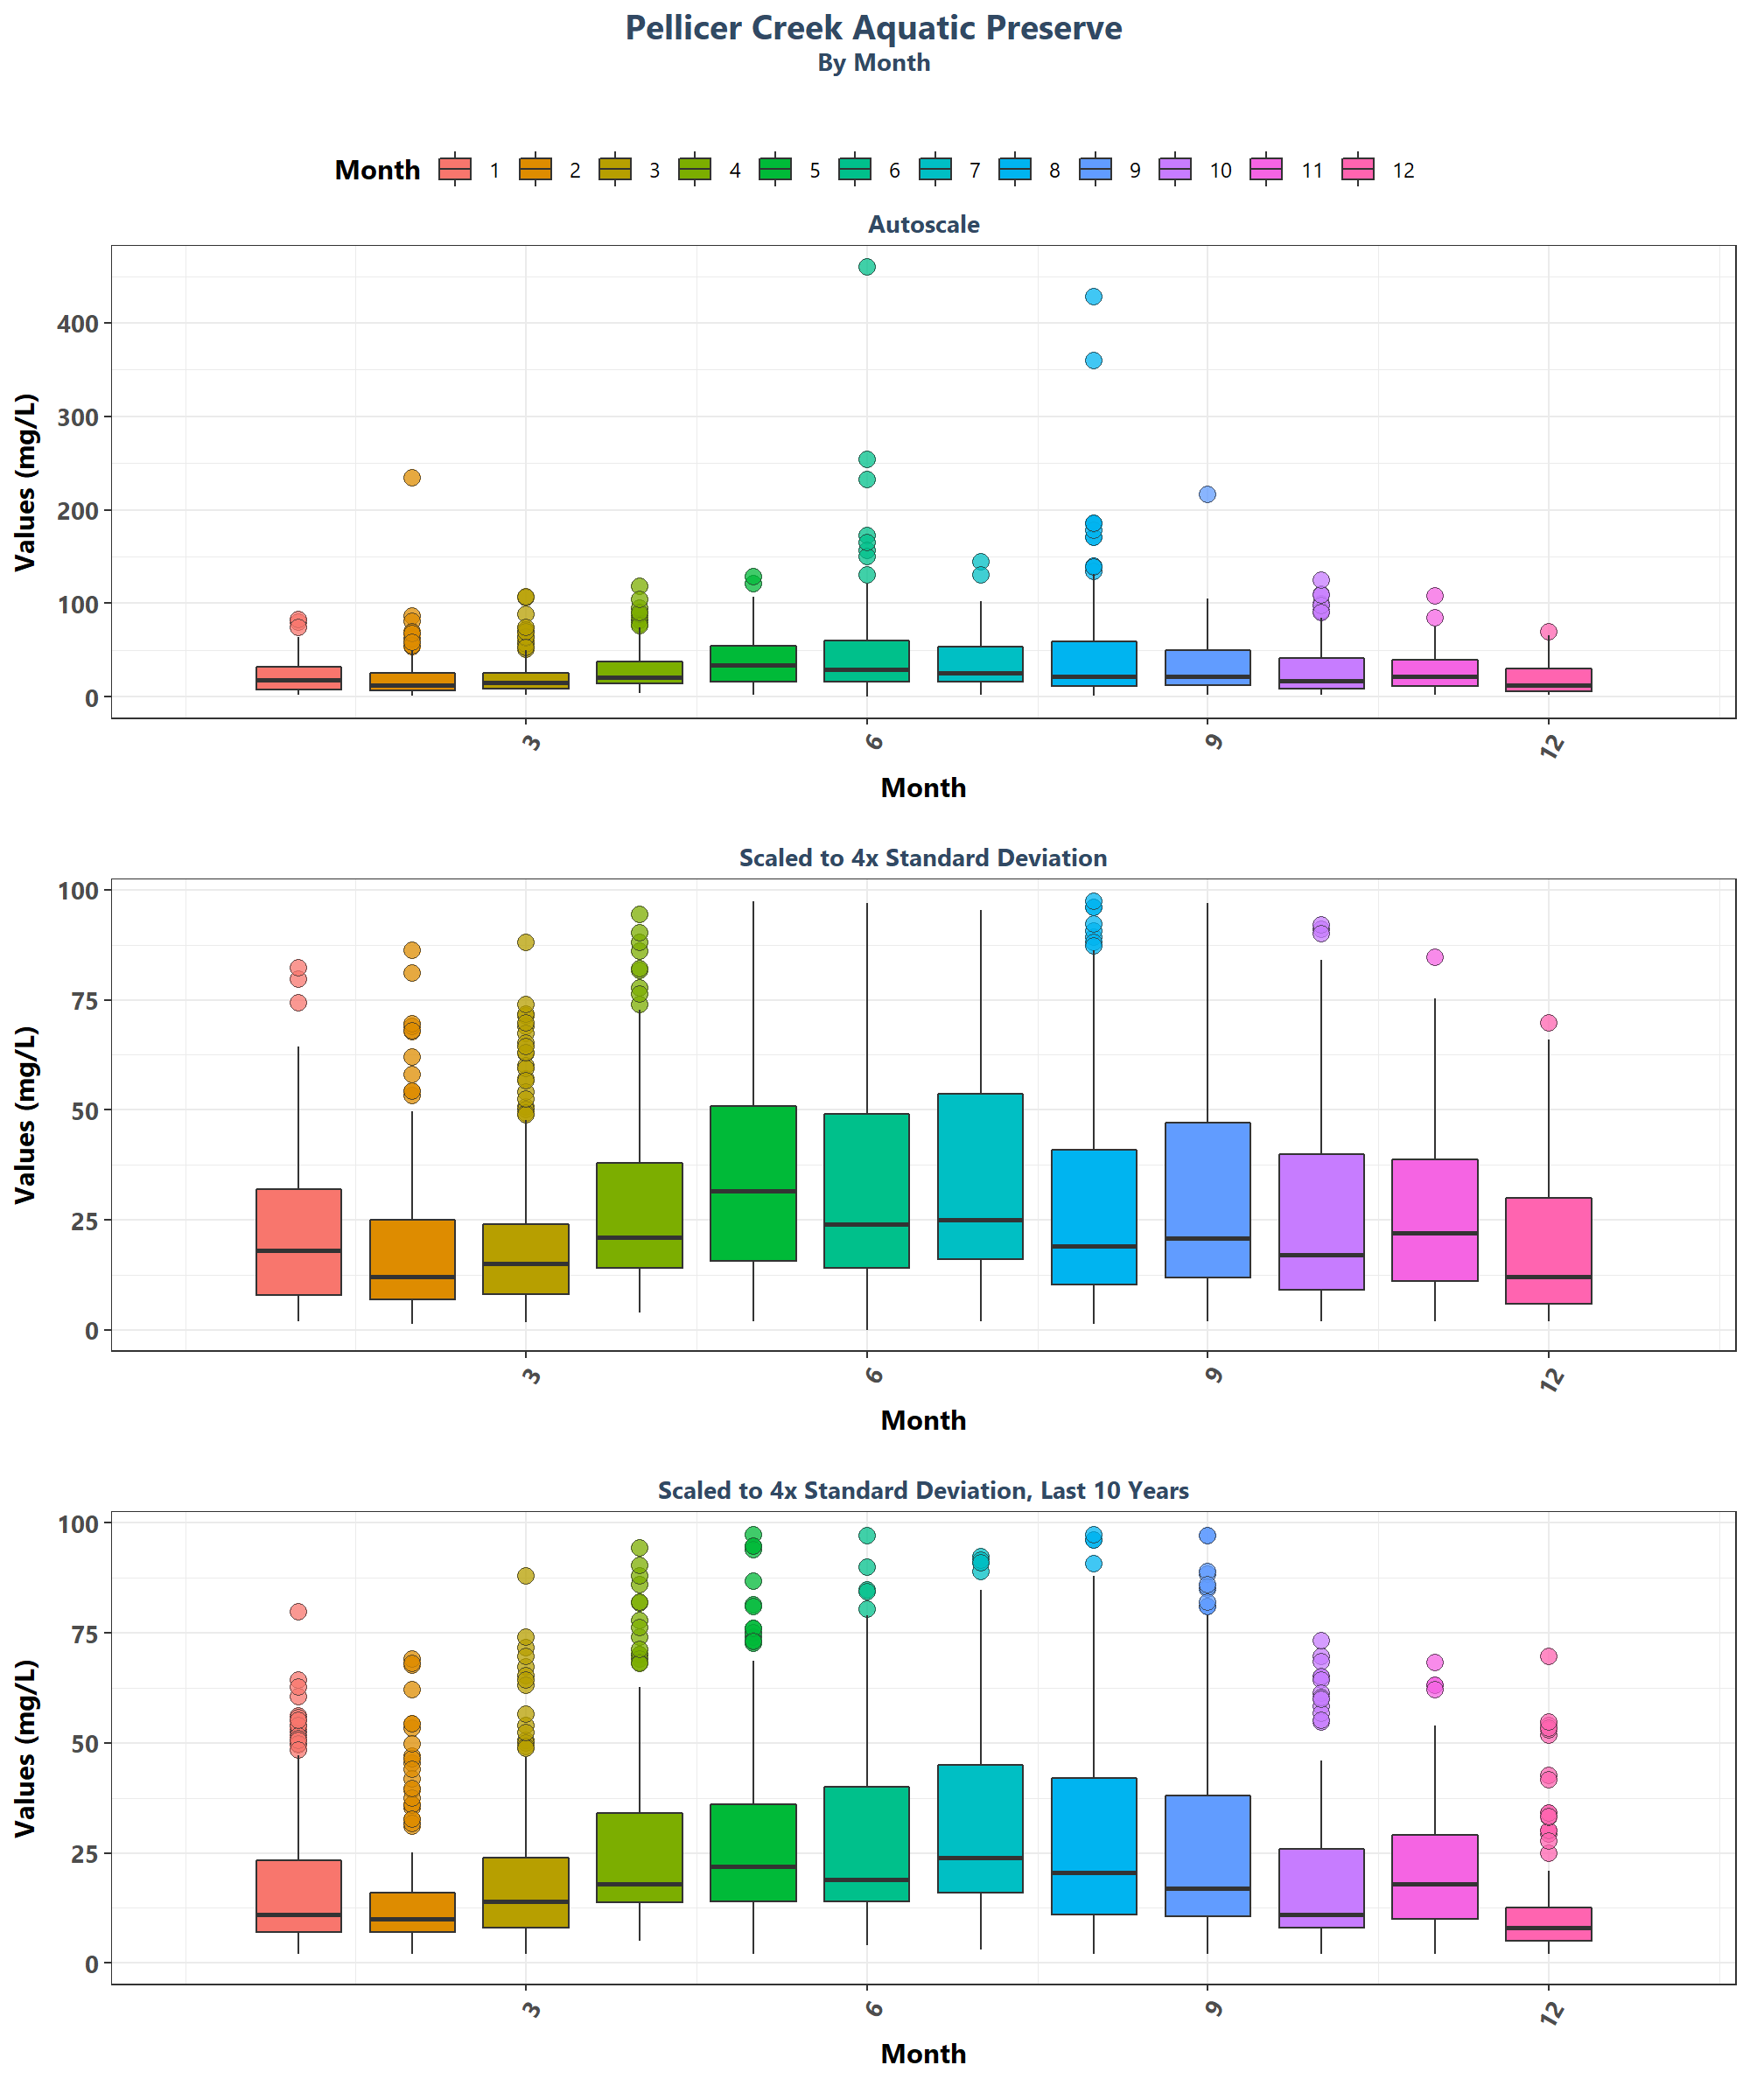 Pellicer Creek Aquatic Preserve
By Month
Month 1 2 3 4 5 6 7 8 9 10 11 12
Autoscale
Values (mg/L)
400
300
200
100
0
3 6 9 12
Month
Scaled to 4x Standard Deviation
Values (mg/L)
100
75
50
25
0
3 6 9 12
Month
Scaled to 4x Standard Deviation, Last 10 Years
Values (mg/L)
100
75
50
25
0
3 6 9 12
Month